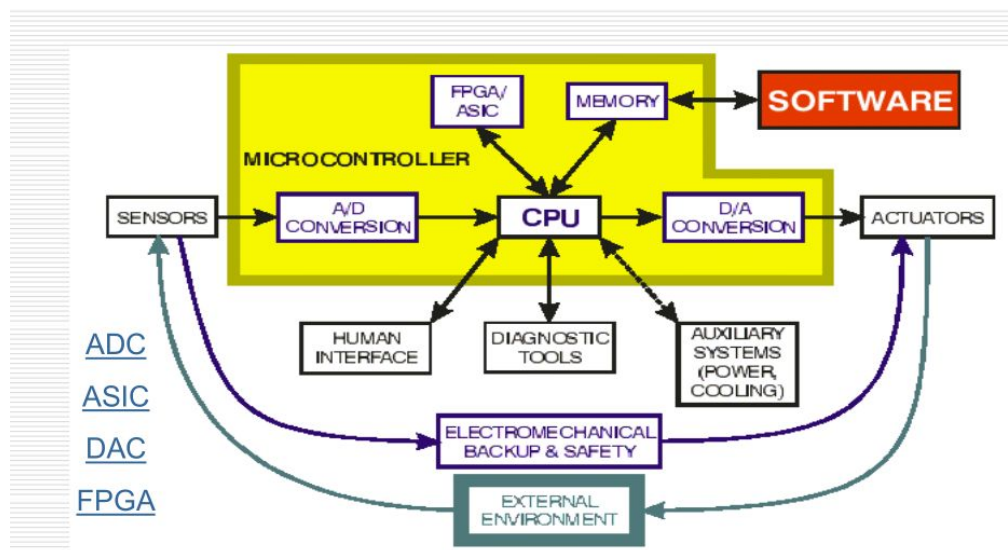 FPGA/
ASIC
MEMORY
SOFTWARE
MICROCONTROLLER
SENSORS
A/D
CONVERSION
CPU
D/A
CONVERSION
ACTUATORS
HUMAN
INTERFACE
DIAGNOSTIC
TOOLS
AUXILIARY
SYSTEMS
(POWER,
COOLING)
ADC
ASIC
DAC
FPGA
ELECTROMECHANICAL
BACKUP & SAFETY
EXTERNAL
ENVIRONMENT